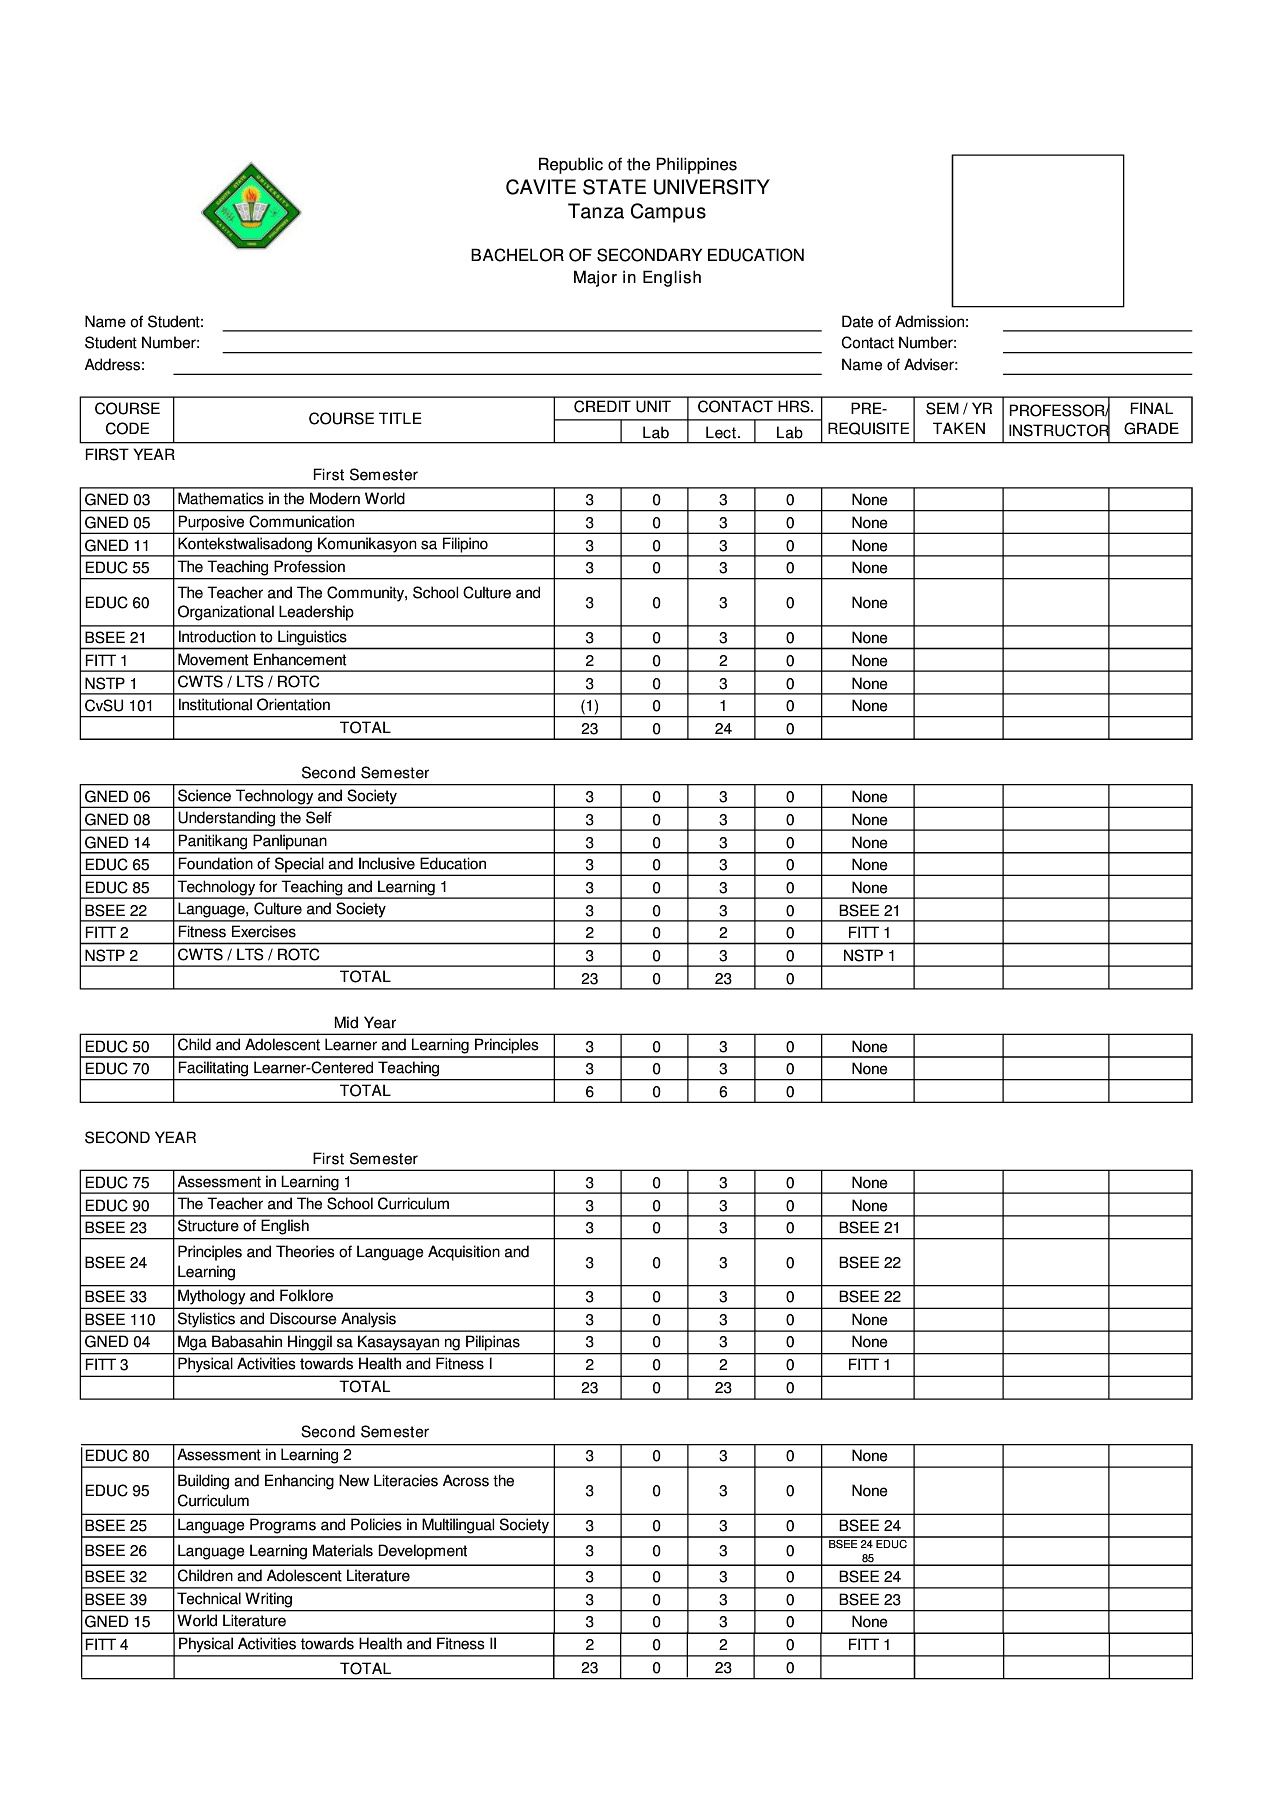 Republic of the Philippines
CAVITE STATE UNIVERSITY
Tanza Campus
BACHELOR OF SECONDARY EDUCATION
Major in English
Name of Student: Date of Admission:
Student Number: Contact Number:
Address: Name of Adviser:
COURSE CODE COURSE TITLE CREDIT UNIT CONTACT HRS. PRE-REQUISITE SEM / YR TAKEN PROFESSOR/ INSTRUCTOR FINAL GRADE
Lab Lect. Lab
FIRST YEAR
First Semester
GNED 03 Mathematics in the Modern World 3 0 3 0 None
GNED 05 Purposive Communication 3 0 3 0 None
GNED 11 Kontekstwalisadong Komunikasyon sa Filipino 3 0 3 0 None
EDUC 55 The Teaching Profession 3 0 3 0 None
EDUC 60 The Teacher and The Community, School Culture and Organizational Leadership 3 0 3 0 None
BSEE 21 Introduction to Linguistics 3 0 3 0 None
FITT 1 Movement Enhancement 2 0 2 0 None
NSTP 1 CWTS / LTS / ROTC 3 0 3 0 None
CvSU 101 Institutional Orientation (1) 0 1 0 None
TOTAL 23 0 24 0
Second Semester
GNED 06 Science Technology and Society 3 0 3 0 None
GNED 08 Understanding the Self 3 0 3 0 None
GNED 14 Panitikang Panlipunan 3 0 3 0 None
EDUC 65 Foundation of Special and Inclusive Education 3 0 3 0 None
EDUC 85 Technology for Teaching and Learning 1 3 0 3 0 None
BSEE 22 Language, Culture and Society 3 0 3 0 BSEE 21
FITT 2 Fitness Exercises 2 0 2 0 FITT 1
NSTP 2 CWTS / LTS / ROTC 3 0 3 0 NSTP 1
TOTAL 23 0 23 0
Mid Year
EDUC 50 Child and Adolescent Learner and Learning Principles 3 0 3 0 None
EDUC 70 Facilitating Learner-Centered Teaching 3 0 3 0 None
TOTAL 6 0 6 0
SECOND YEAR
First Semester
EDUC 75 Assessment in Learning 1 3 0 3 0 None
EDUC 90 The Teacher and The School Curriculum 3 0 3 0 None
BSEE 23 Structure of English 3 0 3 0 BSEE 21
BSEE 24 Principles and Theories of Language Acquisition and Learning 3 0 3 0 BSEE 22
BSEE 33 Mythology and Folklore 3 0 3 0 BSEE 22
BSEE 110 Stylistics and Discourse Analysis 3 0 3 0 None
GNED 04 Mga Babasahin Hinggil sa Kasaysayan ng Pilipinas 3 0 3 0 None
FITT 3 Physical Activities towards Health and Fitness I 2 0 2 0 FITT 1
TOTAL 23 0 23 0
Second Semester
EDUC 80 Assessment in Learning 2 3 0 3 0 None
EDUC 95 Building and Enhancing New Literacies Across the Curriculum 3 0 3 0 None
BSEE 25 Language Programs and Policies in Multilingual Society 3 0 3 0 BSEE 24
BSEE 26 Language Learning Materials Development 3 0 3 0 BSEE 24 EDUC 85
BSEE 32 Children and Adolescent Literature 3 0 3 0 BSEE 24
BSEE 39 Technical Writing 3 0 3 0 BSEE 23
GNED 15 World Literature 3 0 3 0 None
FITT 4 Physical Activities towards Health and Fitness II 2 0 2 0 FITT 1
TOTAL 23 0 23 0